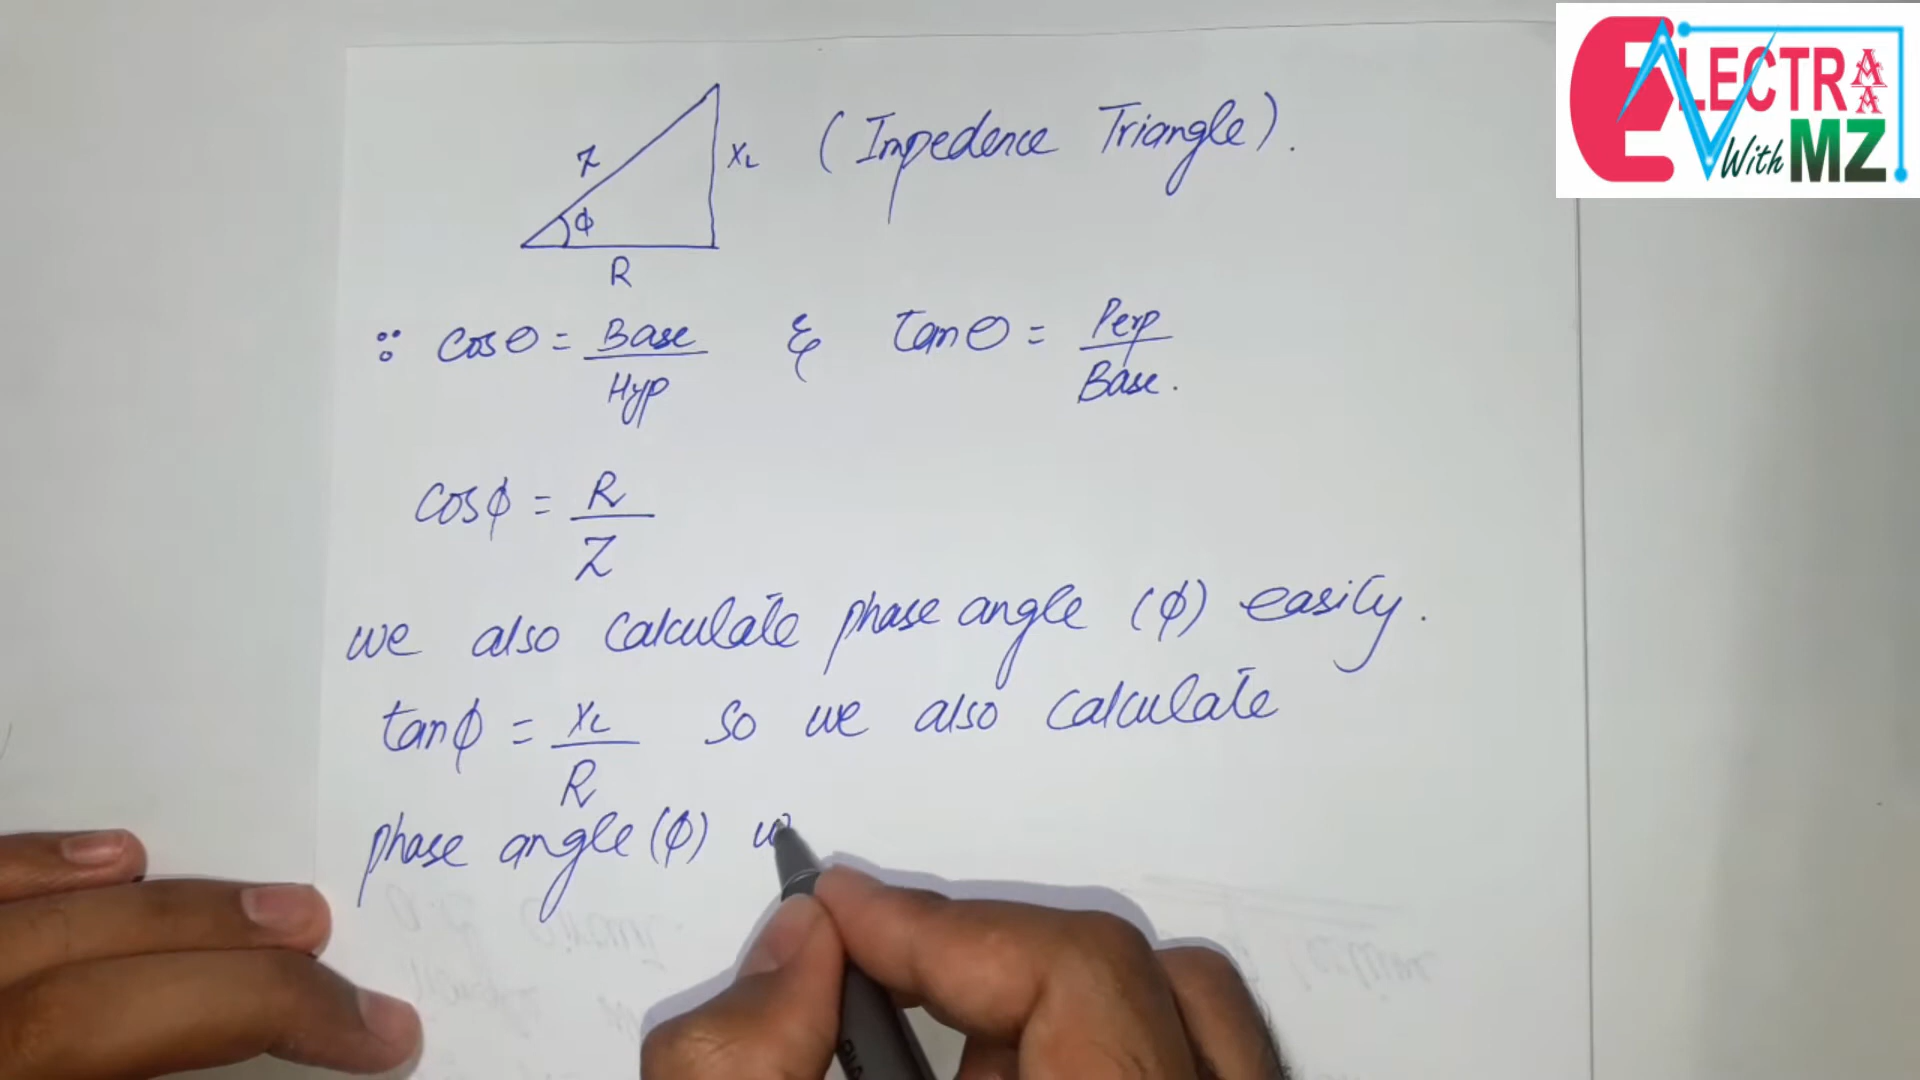 ELECTRA
With MZ
Z XL (Impedence Triangle).
φ
R
∵ cosθ = Base / Hyp & tanθ = Perp / Base.
cosφ = R / Z
we also calculate phase angle (φ) easily.
tanφ = XL / R so we also calculate
phase angle (φ) w